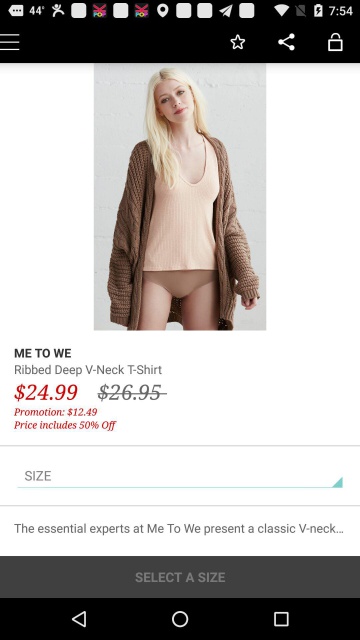 44°
7:54
ME TO WE
Ribbed Deep V-Neck T-Shirt
$24.99 $26.95
Promotion: $12.49
Price includes 50% Off
SIZE
The essential experts at Me To We present a classic V-neck...
SELECT A SIZE